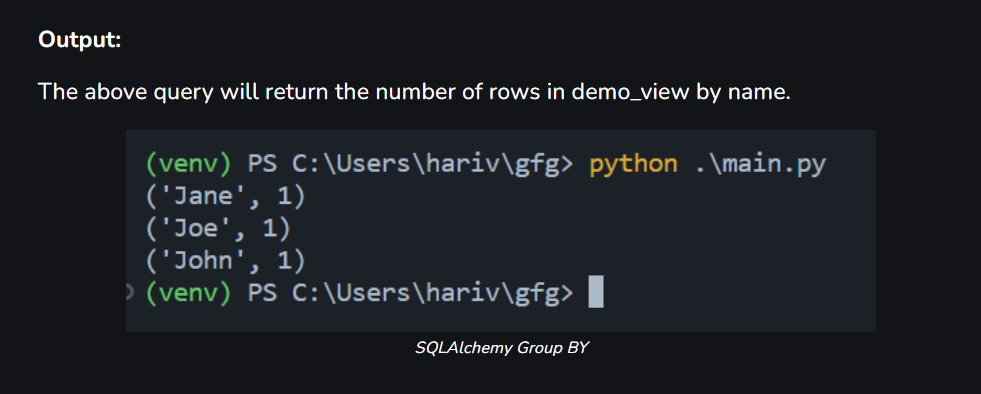 Output:
The above query will return the number of rows in demo_view by name.
(venv) PS C:\Users\hariv\gfg> python .\main.py
('Jane', 1)
('Joe', 1)
('John', 1)
(venv) PS C:\Users\hariv\gfg>
SQLAlchemy Group BY